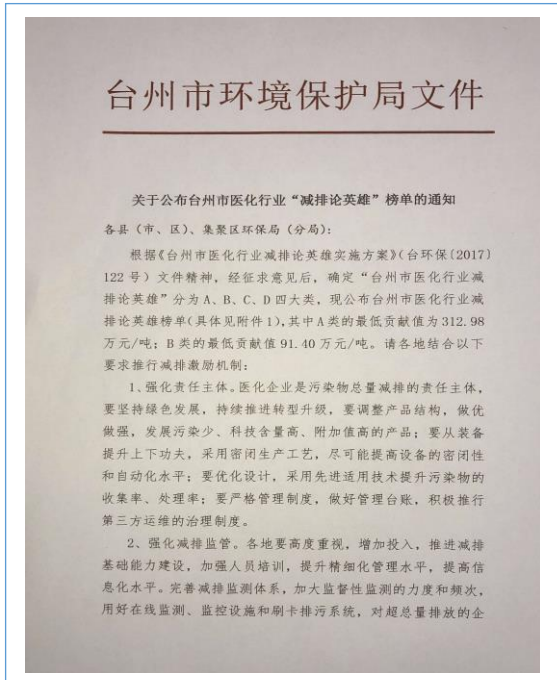 台州市环境保护局文件
关于公布台州市医化行业“减排论英雄”榜单的通知
各县（市、区）、集聚区环保局（分局）：
根据《台州市医化行业减排论英雄实施方案》（台环保〔2017〕
122号）文件精神，经征求意见后，确定“台州市医化行业减
排论英雄”分为A、B、C、D四大类，现公布台州市医化行业减
排论英雄榜单（具体见附件1），其中A类的最低贡献值为312.98
万元/吨；B类的最低贡献值91.40万元/吨。请各地结合以下
要求推行减排激励机制：
1、强化责任主体。医化企业是污染物总量减排的责任主体，
要坚持绿色发展，持续推进转型升级，要调整产品结构，做优
做强，发展污染少、科技含量高、附加值高的产品；要从装备
提升上下功夫，采用密闭生产工艺，尽可能提高设备的密闭性
和自动化水平；要优化设计，采用先进适用技术提升污染物的
收集率、处理率；要严格管理制度，做好管理台账，积极推行
第三方运维的治理制度。
2、强化减排监管。各地要高度重视，增加投入，推进减排
基础能力建设，加强人员培训，提升精细化管理水平，提高信
息化水平。完善减排监测体系，加大监督性监测的力度和频次，
用好在线监测、监控设施和刷卡排污系统，对超总量排放的企